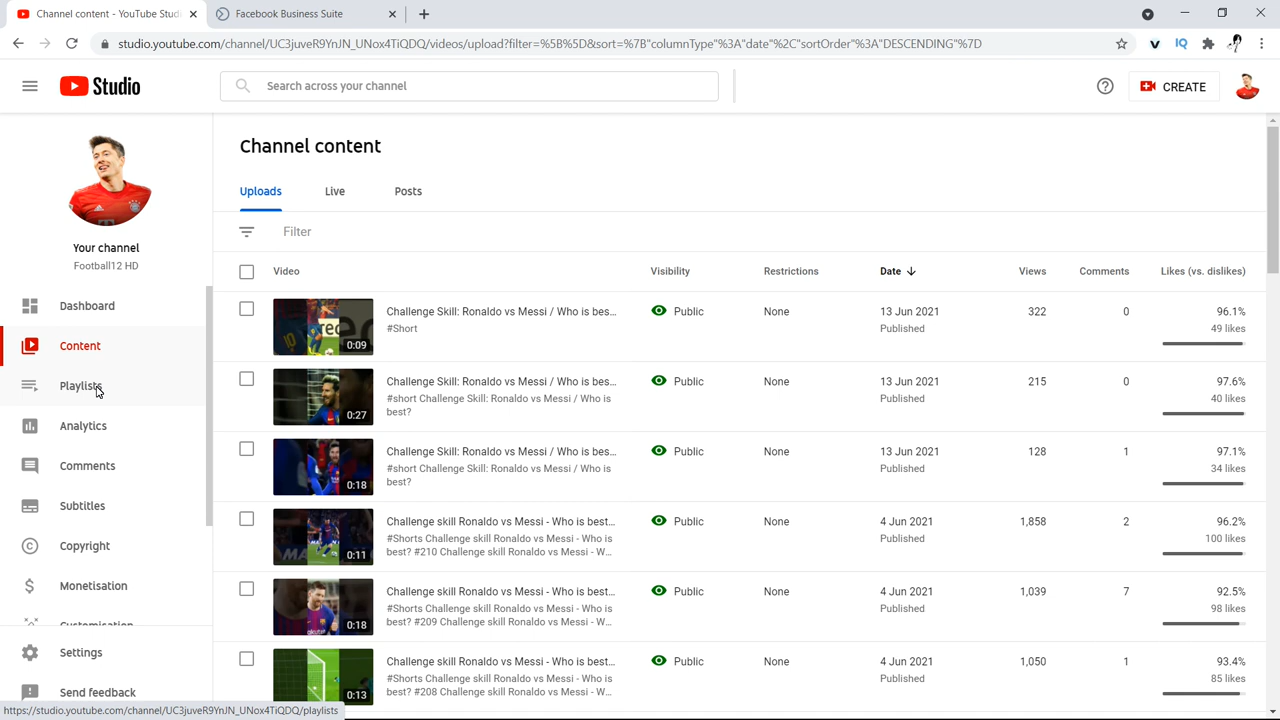 Channel content - YouTube Stud
Facebook Business Suite
studio.youtube.com/channel/UC3juveR9YnJN_UNox4TiQDQ/videos/upload?filter=%5B%5D&sort=%7B"columnType"%3A"date"%2C"sortOrder"%3A"DESCENDING"%7D
Studio
Search across your channel
CREATE
Your channel
Football12 HD
Dashboard
Content
Playlists
Analytics
Comments
Subtitles
Copyright
Monetisation
Customisation
Settings
Send feedback
Channel content
Uploads Live Posts
Filter
Video Visibility Restrictions Date Views Comments Likes (vs. dislikes)
Challenge Skill: Ronaldo vs Messi / Who is bes... Public None 13 Jun 2021 322 0 96.1%
#Short Published 49 likes
0:09
Challenge Skill: Ronaldo vs Messi / Who is bes... Public None 13 Jun 2021 215 0 97.6%
#short Challenge Skill: Ronaldo vs Messi / Who is Published 40 likes
best?
0:27
Challenge Skill: Ronaldo vs Messi / Who is bes... Public None 13 Jun 2021 128 1 97.1%
#short Challenge Skill: Ronaldo vs Messi / Who is Published 34 likes
best?
0:18
Challenge skill Ronaldo vs Messi - Who is best... Public None 4 Jun 2021 1,858 2 96.2%
#Shorts Challenge skill Ronaldo vs Messi - Who is Published 100 likes
best? #210 Challenge skill Ronaldo vs Messi - W...
0:11
Challenge skill Ronaldo vs Messi - Who is best... Public None 4 Jun 2021 1,039 7 92.5%
#Shorts Challenge skill Ronaldo vs Messi - Who is Published 98 likes
best? #209 Challenge skill Ronaldo vs Messi - W...
0:18
Challenge skill Ronaldo vs Messi - Who is best... Public None 4 Jun 2021 1,031 1 93.4%
#Shorts Challenge skill Ronaldo vs Messi - Who is Published 85 likes
best? #208 Challenge skill Ronaldo vs Messi - W...
0:13
https://studio.youtube.com/channel/UC3juveR9YnJN_UNox4TiQDQ/playlists